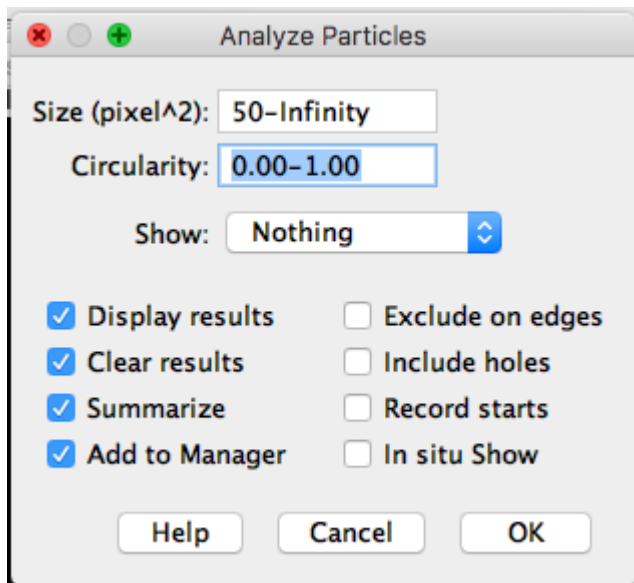 Analyze Particles
Size (pixel^2): 50-Infinity
Circularity: 0.00-1.00
Show: Nothing
Display results Exclude on edges
Clear results Include holes
Summarize Record starts
Add to Manager In situ Show
Help Cancel OK